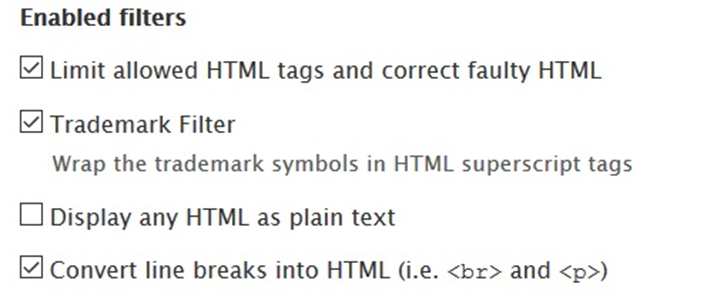 Enabled filters
Limit allowed HTML tags and correct faulty HTML
Trademark Filter
Wrap the trademark symbols in HTML superscript tags
Display any HTML as plain text
Convert line breaks into HTML (i.e. <br> and <p>)